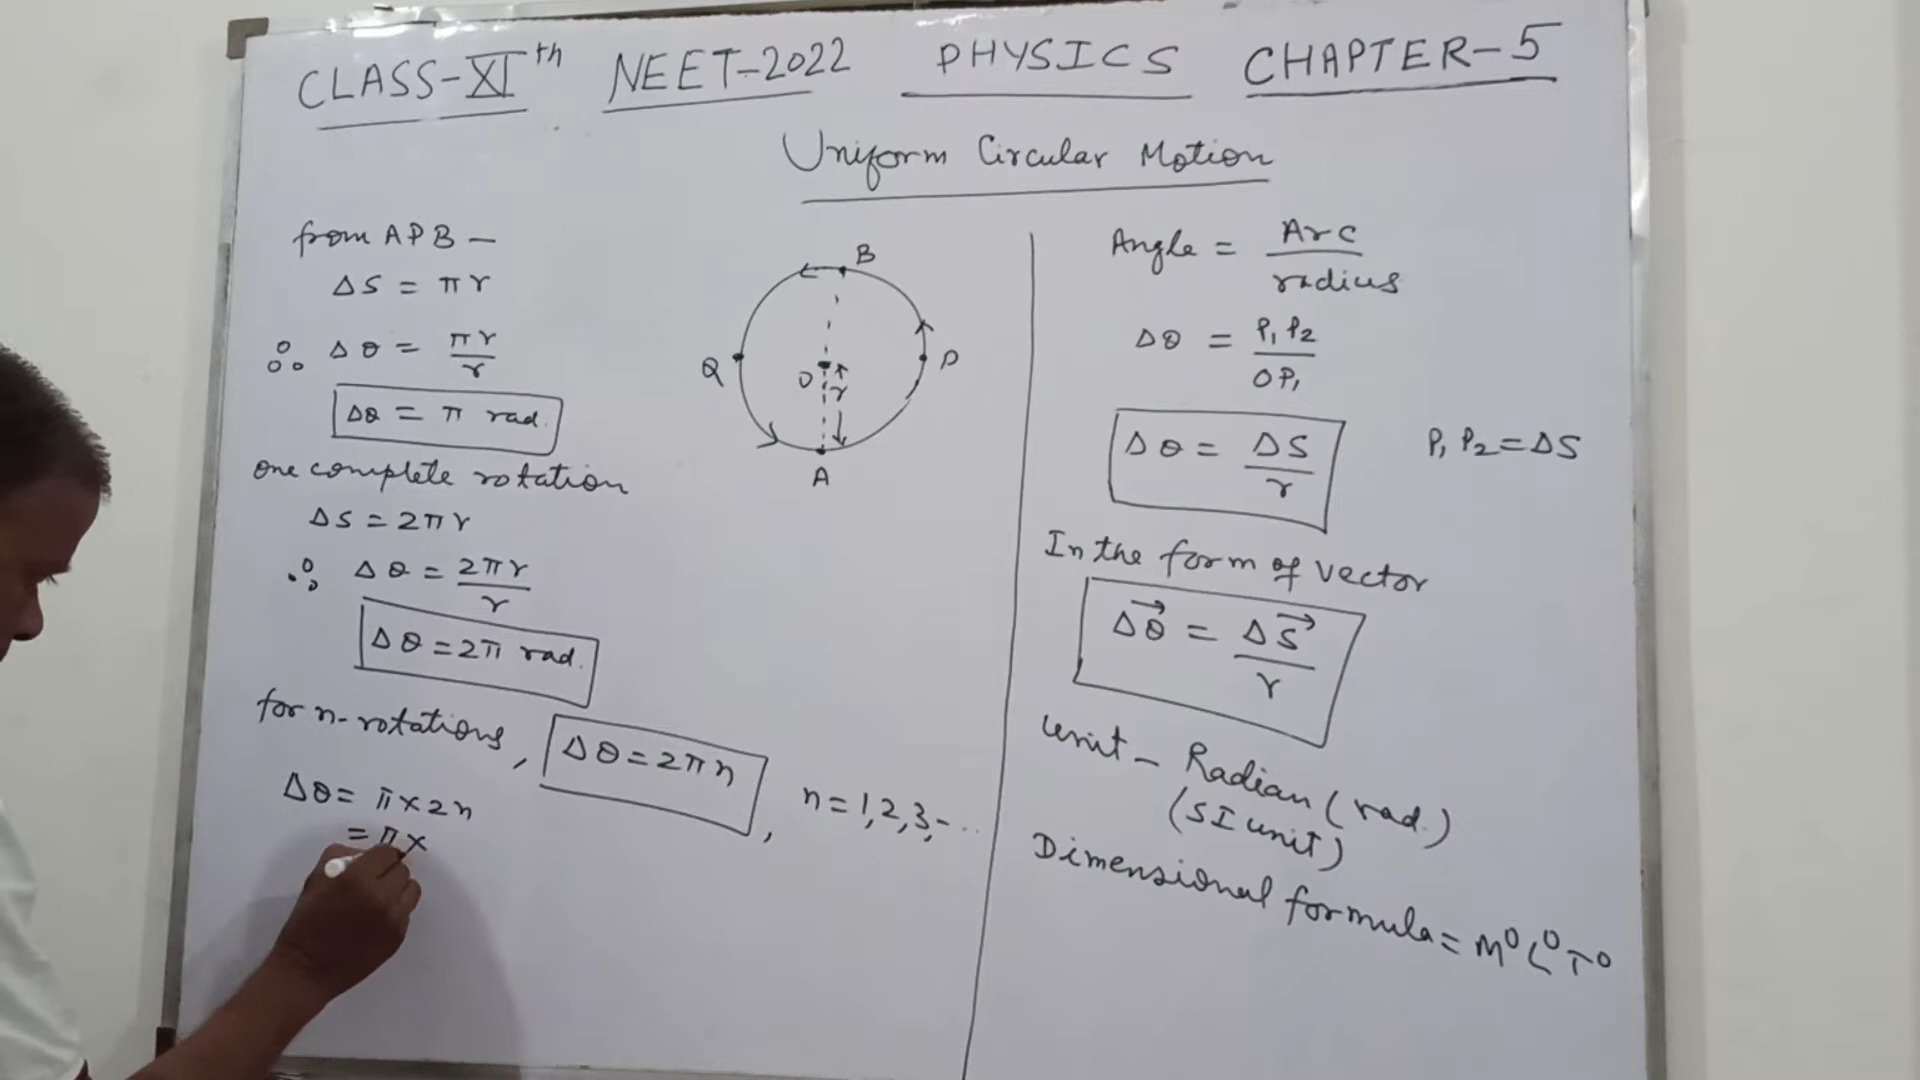 CLASS-XIth NEET-2022 PHYSICS CHAPTER-5
Uniform Circular Motion
from APB —
ΔS = πr
∴ Δθ = πr/r
Δθ = π rad.
one complete rotation
ΔS = 2πr
∴ Δθ = 2πr/r
Δθ = 2π rad.
for n-rotations, Δθ = 2πn, n = 1,2,3,-...
Δθ = π×2n
= π×
B
Q
O
r
P
A
Angle = Arc/radius
Δθ = P₁P₂/OP₁
Δθ = ΔS/r P₁P₂ = ΔS
In the form of vector
Δθ⃗ = ΔS⃗/r
Unit - Radian (rad.)
(SI unit)
Dimensional formula = M⁰L⁰T⁰